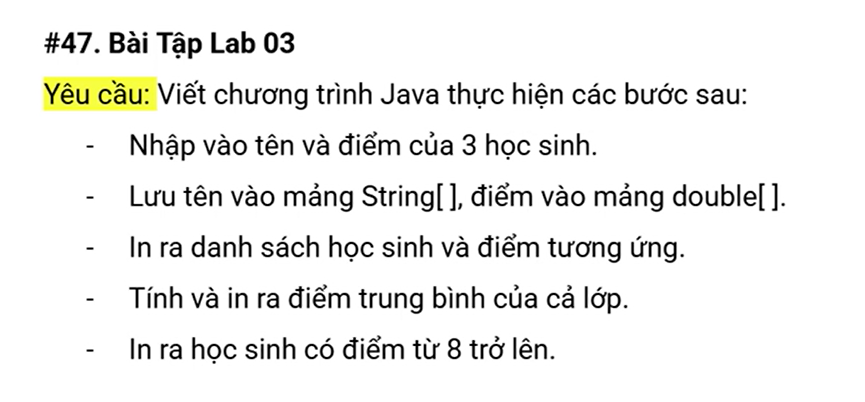 #47. Bài Tập Lab 03
Yêu cầu: Viết chương trình Java thực hiện các bước sau:
- Nhập vào tên và điểm của 3 học sinh.
- Lưu tên vào mảng String[ ], điểm vào mảng double[ ].
- In ra danh sách học sinh và điểm tương ứng.
- Tính và in ra điểm trung bình của cả lớp.
- In ra học sinh có điểm từ 8 trở lên.